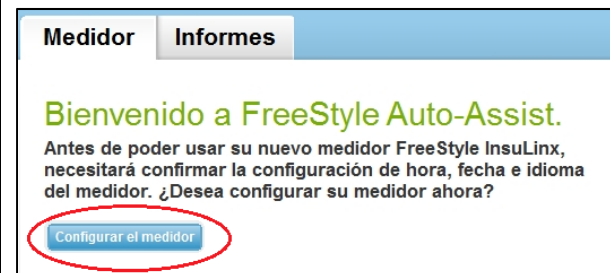 Medidor Informes
Bienvenido a FreeStyle Auto-Assist.
Antes de poder usar su nuevo medidor FreeStyle InsuLinx,
necesitará confirmar la configuración de hora, fecha e idioma
del medidor. ¿Desea configurar su medidor ahora?
Configurar el medidor